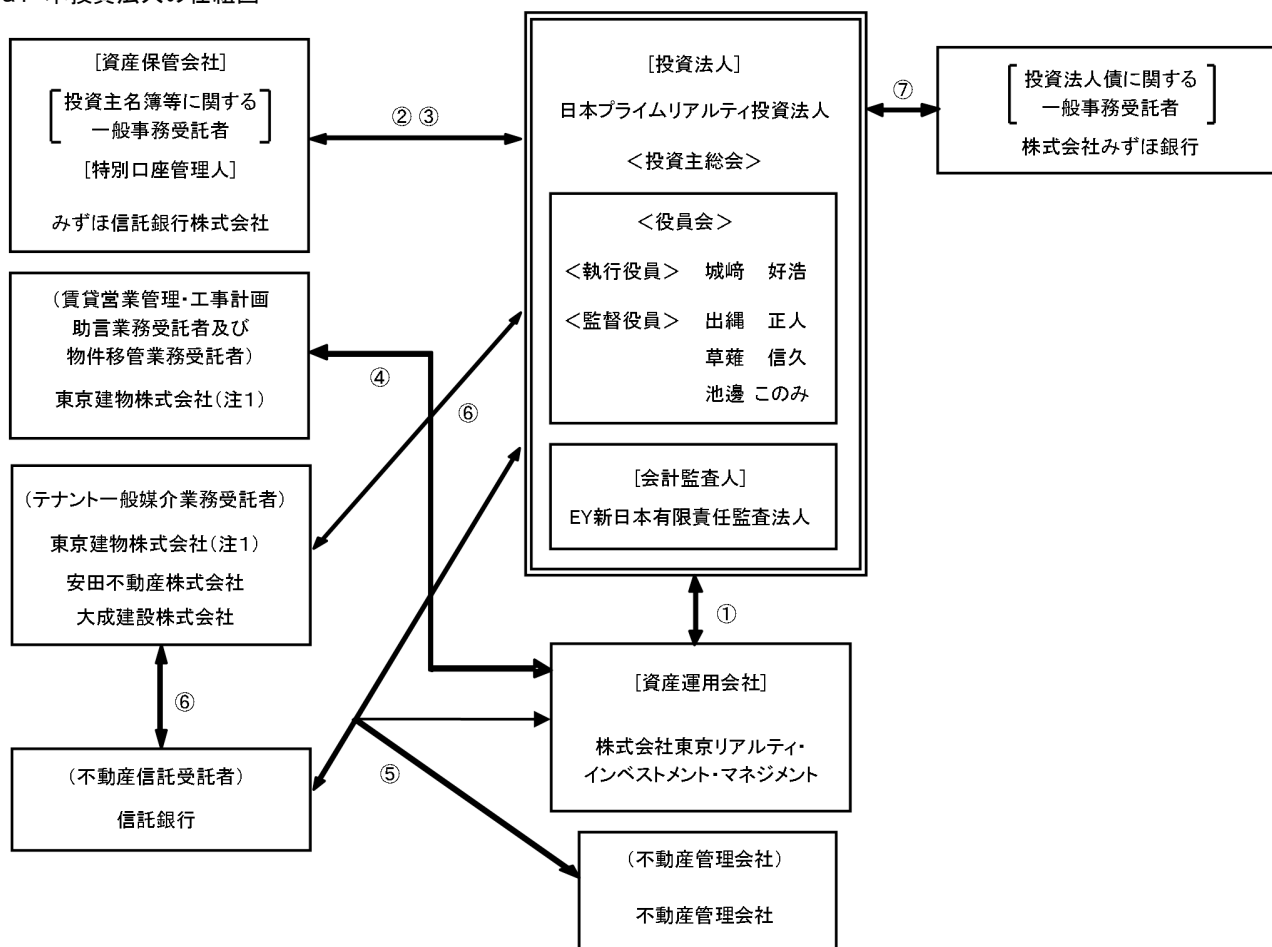 [資産保管会社]
投資主名簿等に関する
一般事務受託者
[特別口座管理人]
みずほ信託銀行株式会社
② ③
[投資法人]
日本プライムリアルティ投資法人
<投資主総会>
<役員会>
<執行役員> 城﨑 好浩
<監督役員> 出縄 正人
草薙 信久
池邊 このみ
[会計監査人]
EY新日本有限責任監査法人
⑦
投資法人債に関する
一般事務受託者
株式会社みずほ銀行
(賃貸営業管理・工事計画
助言業務受託者及び
物件移管業務受託者)
東京建物株式会社(注1)
④
⑥
(テナント一般媒介業務受託者)
東京建物株式会社(注1)
安田不動産株式会社
大成建設株式会社
①
⑥
[資産運用会社]
株式会社東京リアルティ・
インベストメント・マネジメント
(不動産信託受託者)
信託銀行
⑤
(不動産管理会社)
不動産管理会社